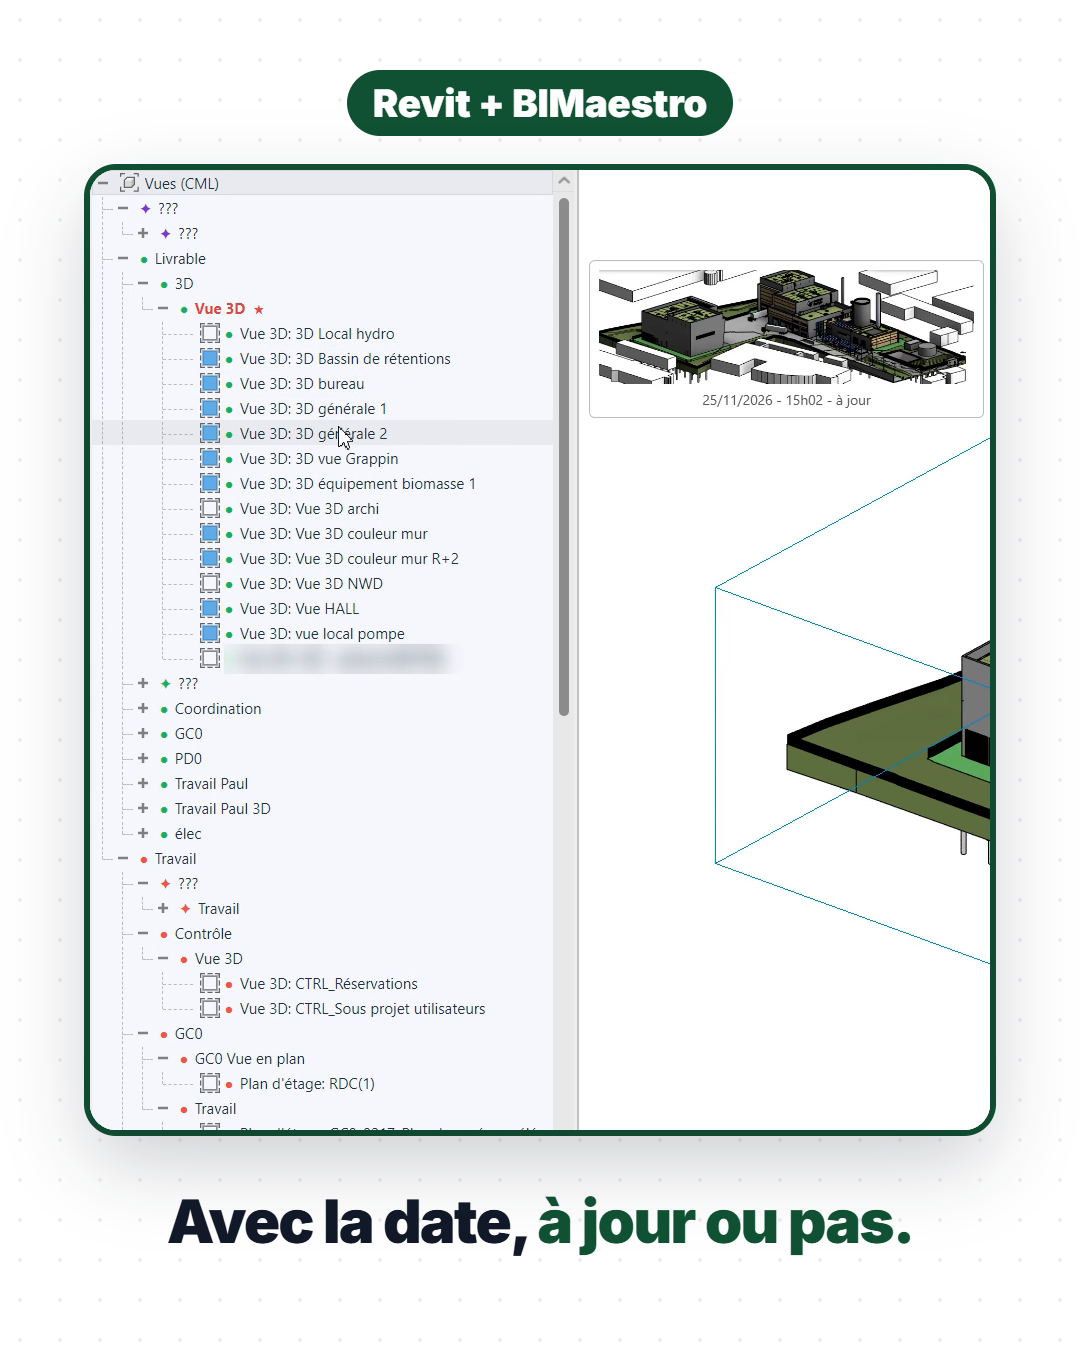 Revit + BIMaestro
Vues (CML)
???
???
Livrable
3D
Vue 3D ★
Vue 3D: 3D Local hydro
Vue 3D: 3D Bassin de rétentions
Vue 3D: 3D bureau
Vue 3D: 3D générale 1
Vue 3D: 3D générale 2
Vue 3D: 3D vue Grappin
Vue 3D: 3D équipement biomasse 1
Vue 3D: Vue 3D archi
Vue 3D: Vue 3D couleur mur
Vue 3D: Vue 3D couleur mur R+2
Vue 3D: Vue 3D NWD
Vue 3D: Vue HALL
Vue 3D: vue local pompe
???
Coordination
GC0
PD0
Travail Paul
Travail Paul 3D
élec
Travail
???
Travail
Contrôle
Vue 3D
Vue 3D: CTRL_Réservations
Vue 3D: CTRL_Sous projet utilisateurs
GC0
GC0 Vue en plan
Plan d'étage: RDC(1)
Travail
25/11/2026 - 15h02 - à jour
Avec la date, à jour ou pas.